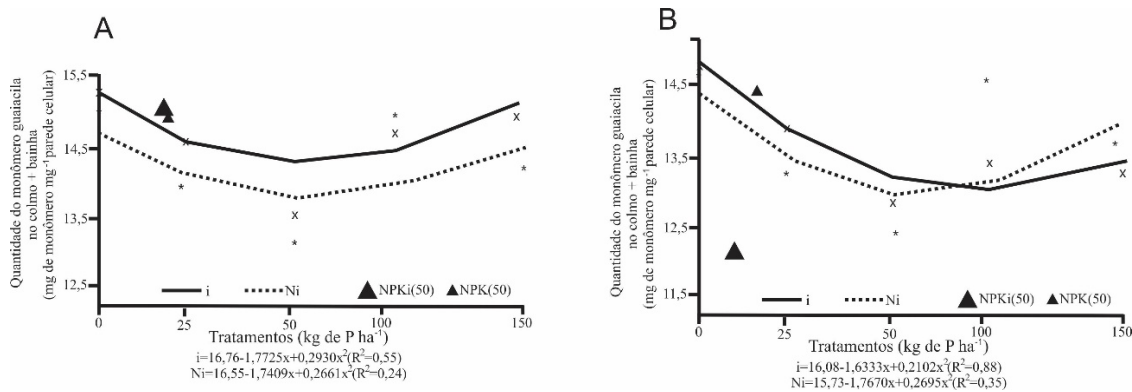 A
Quantidade do monômero guaiacila
no colmo + bainha
(mg de monômero mg⁻¹parede celular)
15,5
14,5
13,5
12,5
i
Ni
NPKi(50)
NPK(50)
0
25
50
100
150
Tratamentos (kg de P ha⁻¹)
i=16,76-1,7725x+0,2930x²(R²=0,55)
Ni=16,55-1,7409x+0,2661x²(R²=0,24)
B
Quantidade do monômero guaiacila
no colmo + bainha
(mg de monômero mg⁻¹parede celular)
14,5
13,5
12,5
11,5
i
Ni
NPKi(50)
NPK(50)
0
25
50
100
150
Tratamentos (kg de P ha⁻¹)
i=16,08-1,6333x+0,2102x²(R²=0,88)
Ni=15,73-1,7670x+0,2695x²(R²=0,35)